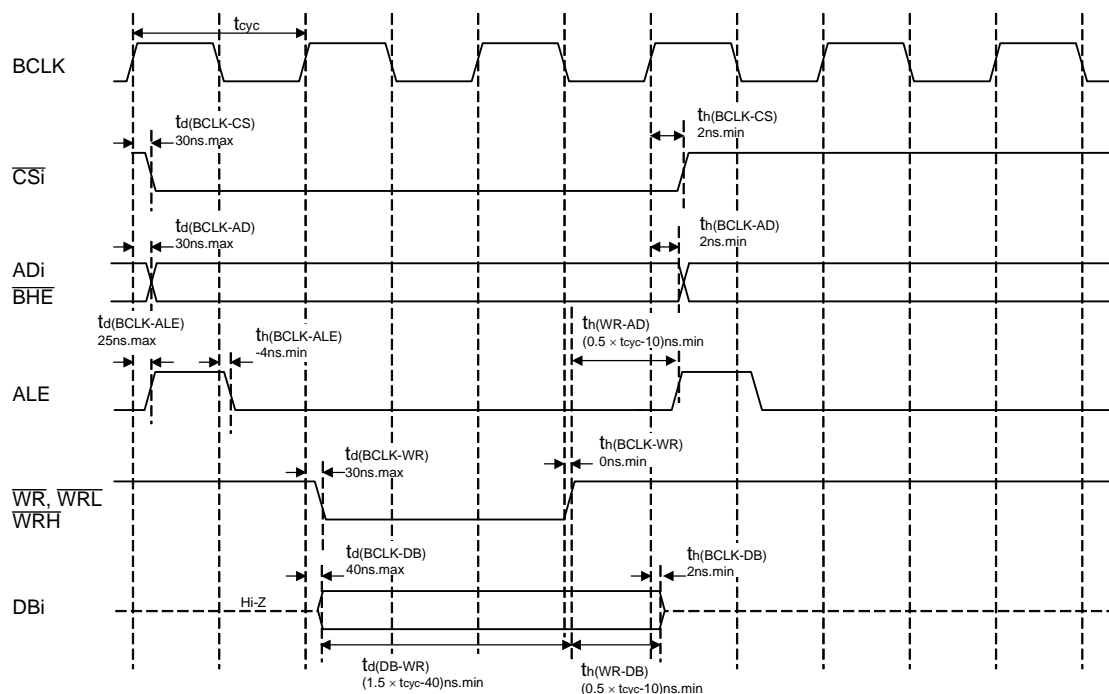 tcyc
BCLK
td(BCLK-CS)
30ns.max
th(BCLK-CS)
2ns.min
CSi
td(BCLK-AD)
30ns.max
th(BCLK-AD)
2ns.min
ADi
BHE
td(BCLK-ALE)
25ns.max
th(BCLK-ALE)
-4ns.min
th(WR-AD)
(0.5 × tcyc-10)ns.min
ALE
td(BCLK-WR)
30ns.max
th(BCLK-WR)
0ns.min
WR, WRL
WRH
td(BCLK-DB)
40ns.max
th(BCLK-DB)
2ns.min
DBi
Hi-Z
td(DB-WR)
(1.5 × tcyc-40)ns.min
th(WR-DB)
(0.5 × tcyc-10)ns.min